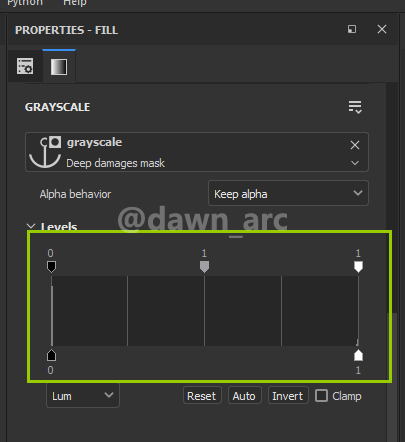 Python Help
PROPERTIES - FILL
GRAYSCALE
grayscale
Deep damages mask
Alpha behavior Keep alpha
@dawn_arc
Levels
0 1 1
0 1
Lum Reset Auto Invert Clamp